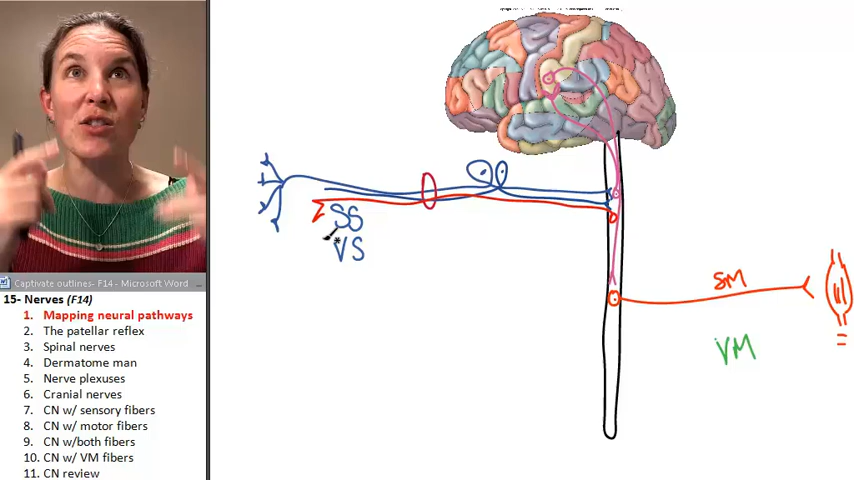 SS
VS
SM
VM
Captivate outlines- F14 - Microsoft Word
15- Nerves (F14)
1. Mapping neural pathways
2. The patellar reflex
3. Spinal nerves
4. Dermatome man
5. Nerve plexuses
6. Cranial nerves
7. CN w/ sensory fibers
8. CN w/ motor fibers
9. CN w/both fibers
10. CN w/ VM fibers
11. CN review